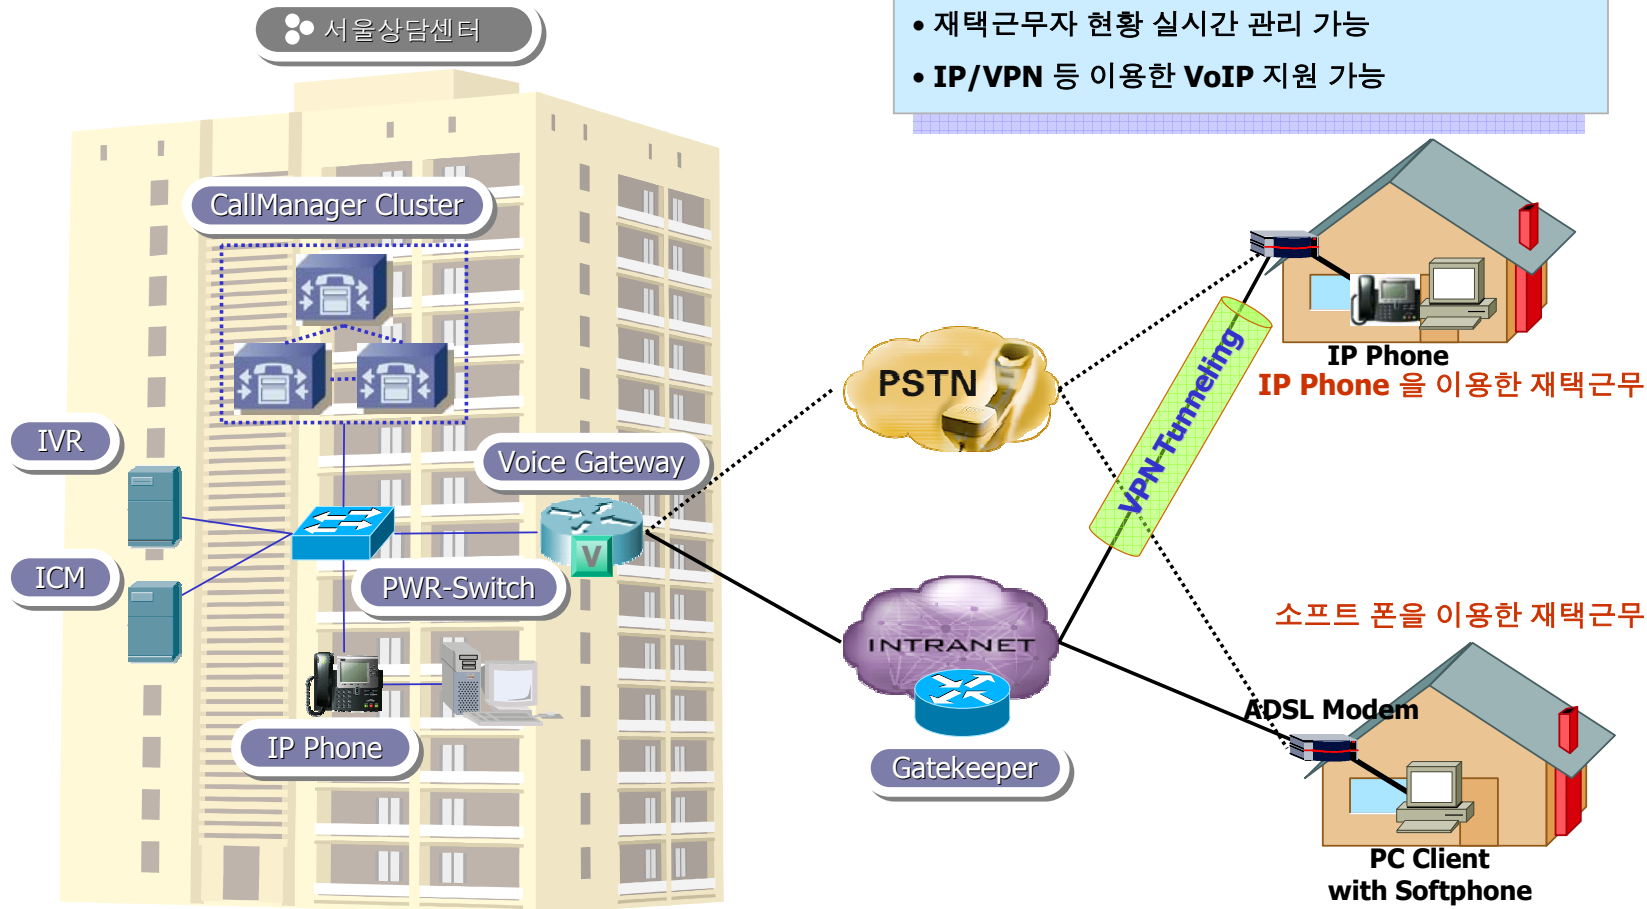 서울상담센터
• 재택근무자 현황 실시간 관리 가능
• IP/VPN 등 이용한 VoIP 지원 가능
CallManager Cluster
IVR
Voice Gateway
V
ICM
PWR-Switch
IP Phone
PSTN
INTRANET
Gatekeeper
VPN-Tunneling
IP Phone
IP Phone 을 이용한 재택근무
소프트 폰을 이용한 재택근무
ADSL Modem
PC Client
with Softphone